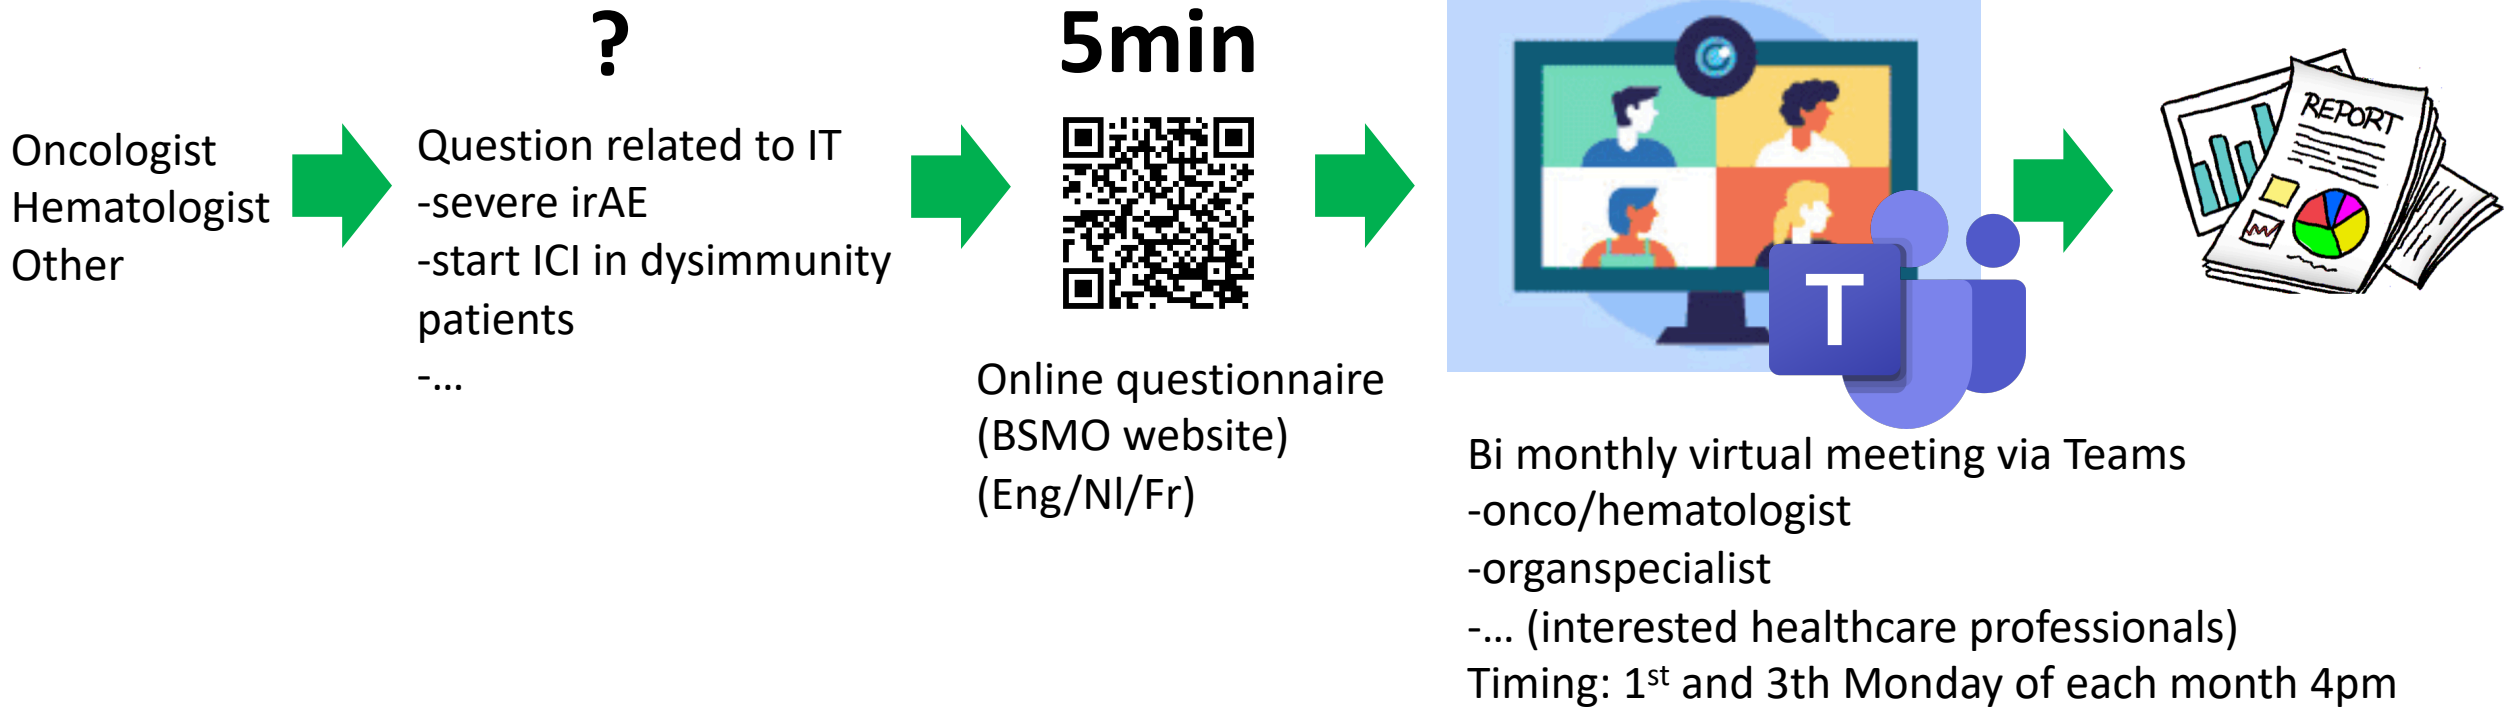 Oncologist
Hematologist
Other
?
Question related to IT
-severe irAE
-start ICI in dysimmunity
patients
-...
5min
Online questionnaire
(BSMO website)
(Eng/Nl/Fr)
T
Bi monthly virtual meeting via Teams
-onco/hematologist
-organspecialist
-... (interested healthcare professionals)
Timing: 1st and 3th Monday of each month 4pm
REPORT